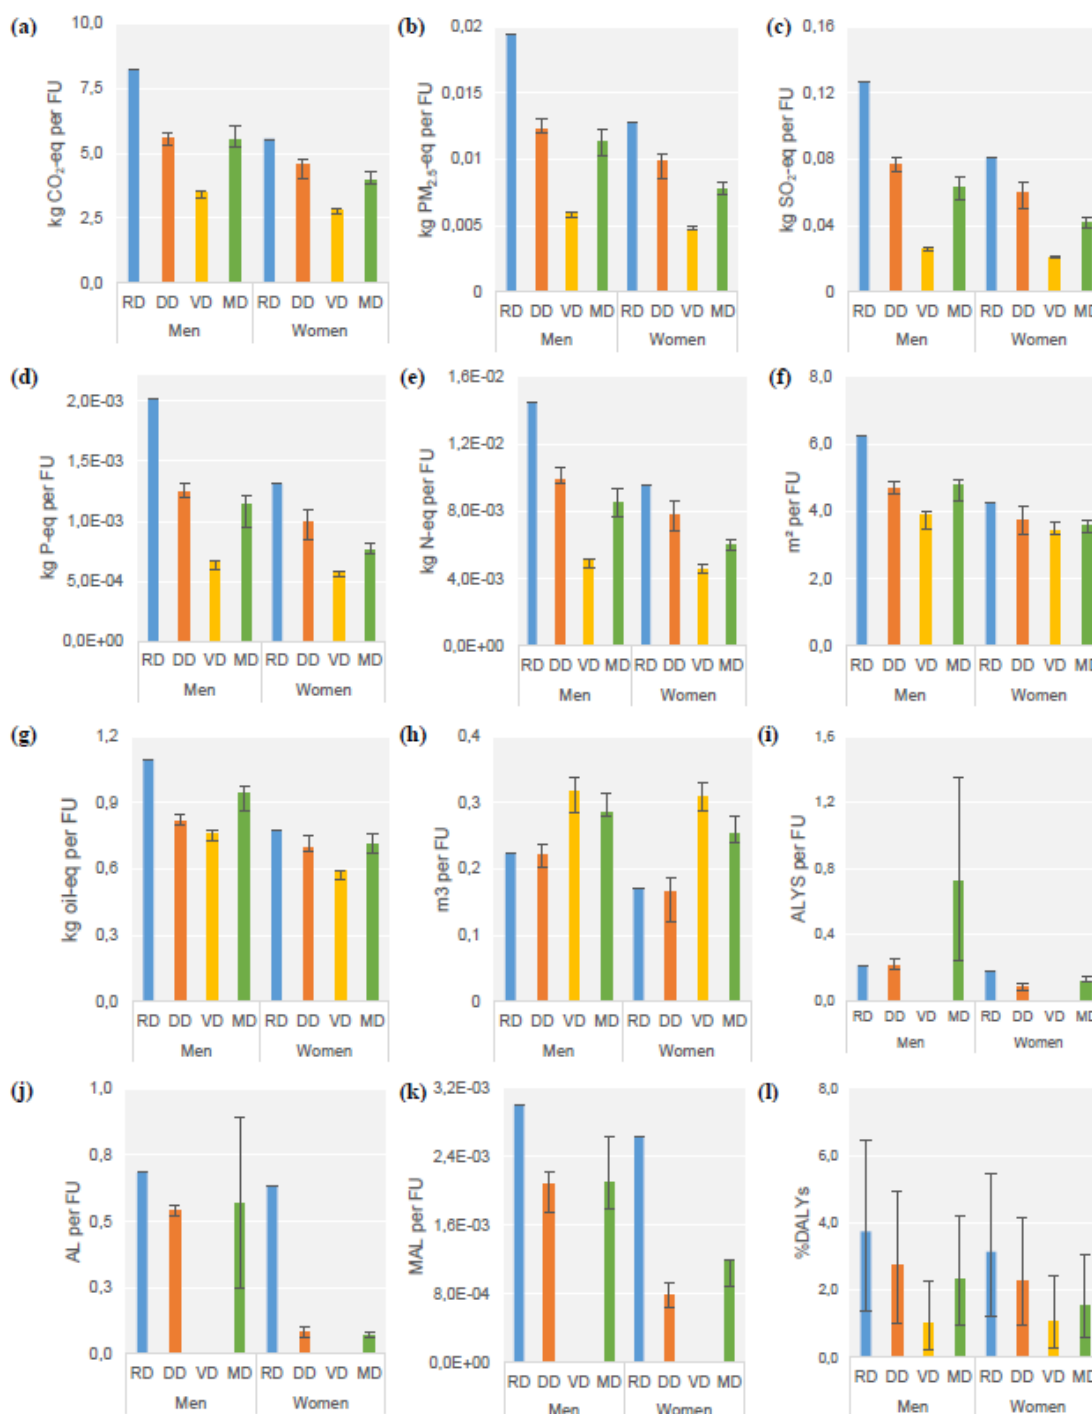 (a)
kg CO₂-eq per FU
10,0
7,5
5,0
2,5
0,0
RD DD VD MD RD DD VD MD
Men Women
(b)
kg PM₂.₅-eq per FU
0,02
0,015
0,01
0,005
0
RD DD VD MD RD DD VD MD
Men Women
(c)
kg SO₂-eq per FU
0,16
0,12
0,08
0,04
0
RD DD VD MD RD DD VD MD
Men Women
(d)
kg P-eq per FU
2,0E-03
1,5E-03
1,0E-03
5,0E-04
0,0E+00
RD DD VD MD RD DD VD MD
Men Women
(e)
kg N-eq per FU
1,6E-02
1,2E-02
8,0E-03
4,0E-03
0,0E+00
RD DD VD MD RD DD VD MD
Men Women
(f)
m² per FU
8,0
6,0
4,0
2,0
0,0
RD DD VD MD RD DD VD MD
Men Women
(g)
kg oil-eq per FU
1,2
0,9
0,6
0,3
0,0
RD DD VD MD RD DD VD MD
Men Women
(h)
m3 per FU
0,4
0,3
0,2
0,1
0
RD DD VD MD RD DD VD MD
Men Women
(i)
ALYS per FU
1,6
1,2
0,8
0,4
0,0
RD DD VD MD RD DD VD MD
Men Women
(j)
AL per FU
1,0
0,8
0,5
0,3
0,0
RD DD VD MD RD DD VD MD
Men Women
(k)
MAL per FU
3,2E-03
2,4E-03
1,6E-03
8,0E-04
0,0E+00
RD DD VD MD RD DD VD MD
Men Women
(l)
%DALYs
8,0
6,0
4,0
2,0
0,0
RD DD VD MD RD DD VD MD
Men Women